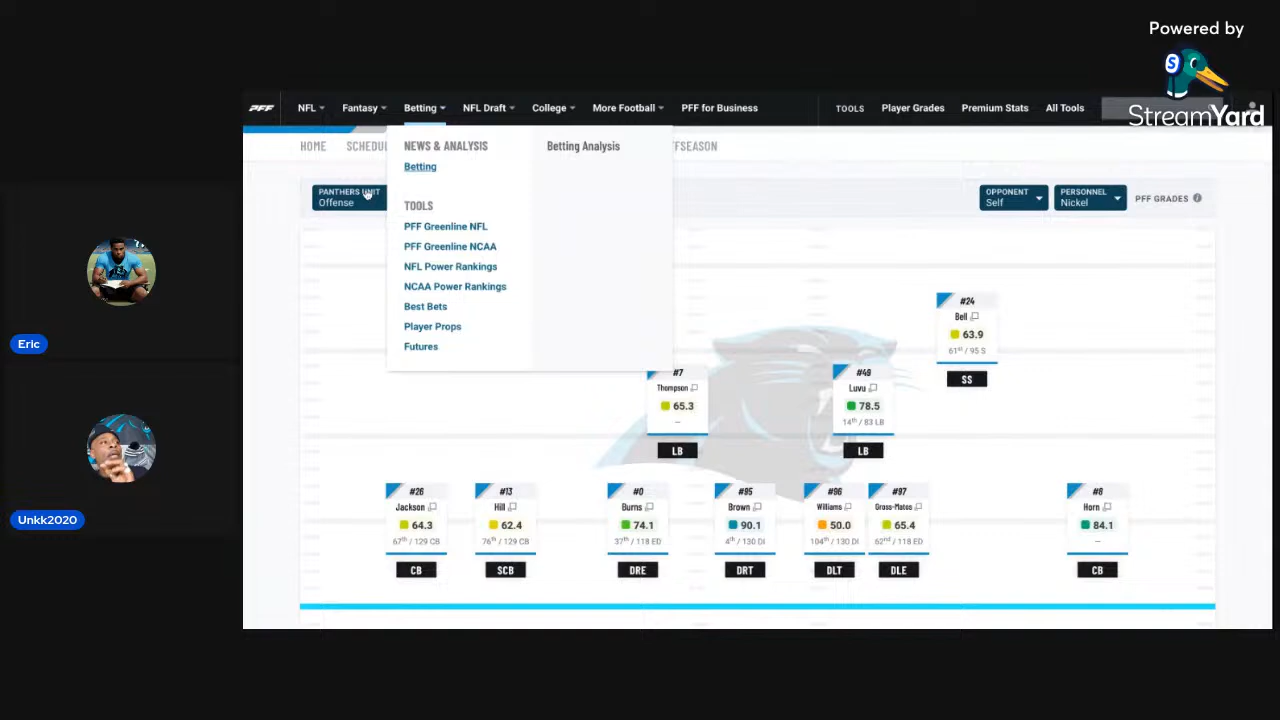 Powered by
S
StreamYard
PFF
NFL
Fantasy
Betting
NFL Draft
College
More Football
PFF for Business
TOOLS
Player Grades
Premium Stats
All Tools
HOME
NEWS & ANALYSIS
Betting Analysis
Betting
PANTHERS UNIT
Offense
OPPONENT
Self
PERSONNEL
Nickel
PFF GRADES
TOOLS
PFF Greenline NFL
PFF Greenline NCAA
NFL Power Rankings
NCAA Power Rankings
Best Bets
Player Props
Futures
#24
Bell
63.9
61st / 95 S
SS
#7
Thompson
65.3
–
LB
#49
Luvu
78.5
14th / 83 LB
LB
#26
Jackson
64.3
67th / 129 CB
CB
#13
Hill
62.4
76th / 129 CB
SCB
#0
Burns
74.1
37th / 118 ED
DRE
#95
Brown
90.1
4th / 130 DI
DRT
#96
Williams
50.0
104th / 130 DI
DLT
#97
Gross-Matos
65.4
62nd / 118 ED
DLE
#8
Horn
84.1
–
CB
Eric
Unkk2020